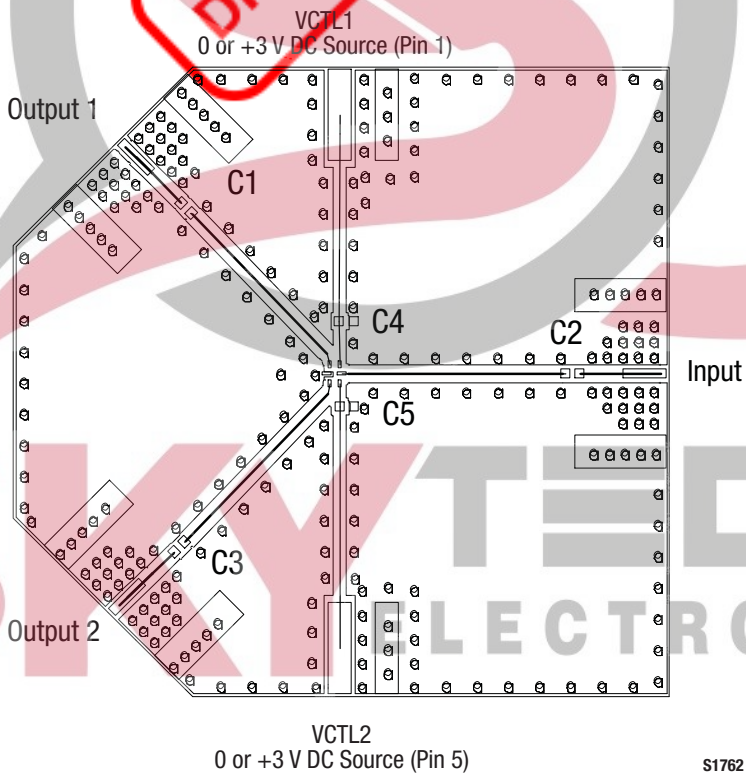 VCTL1
0 or +3 V DC Source (Pin 1)
Output 1
C1
C4
C2
Input
C5
C3
Output 2
VCTL2
0 or +3 V DC Source (Pin 5)
S1762